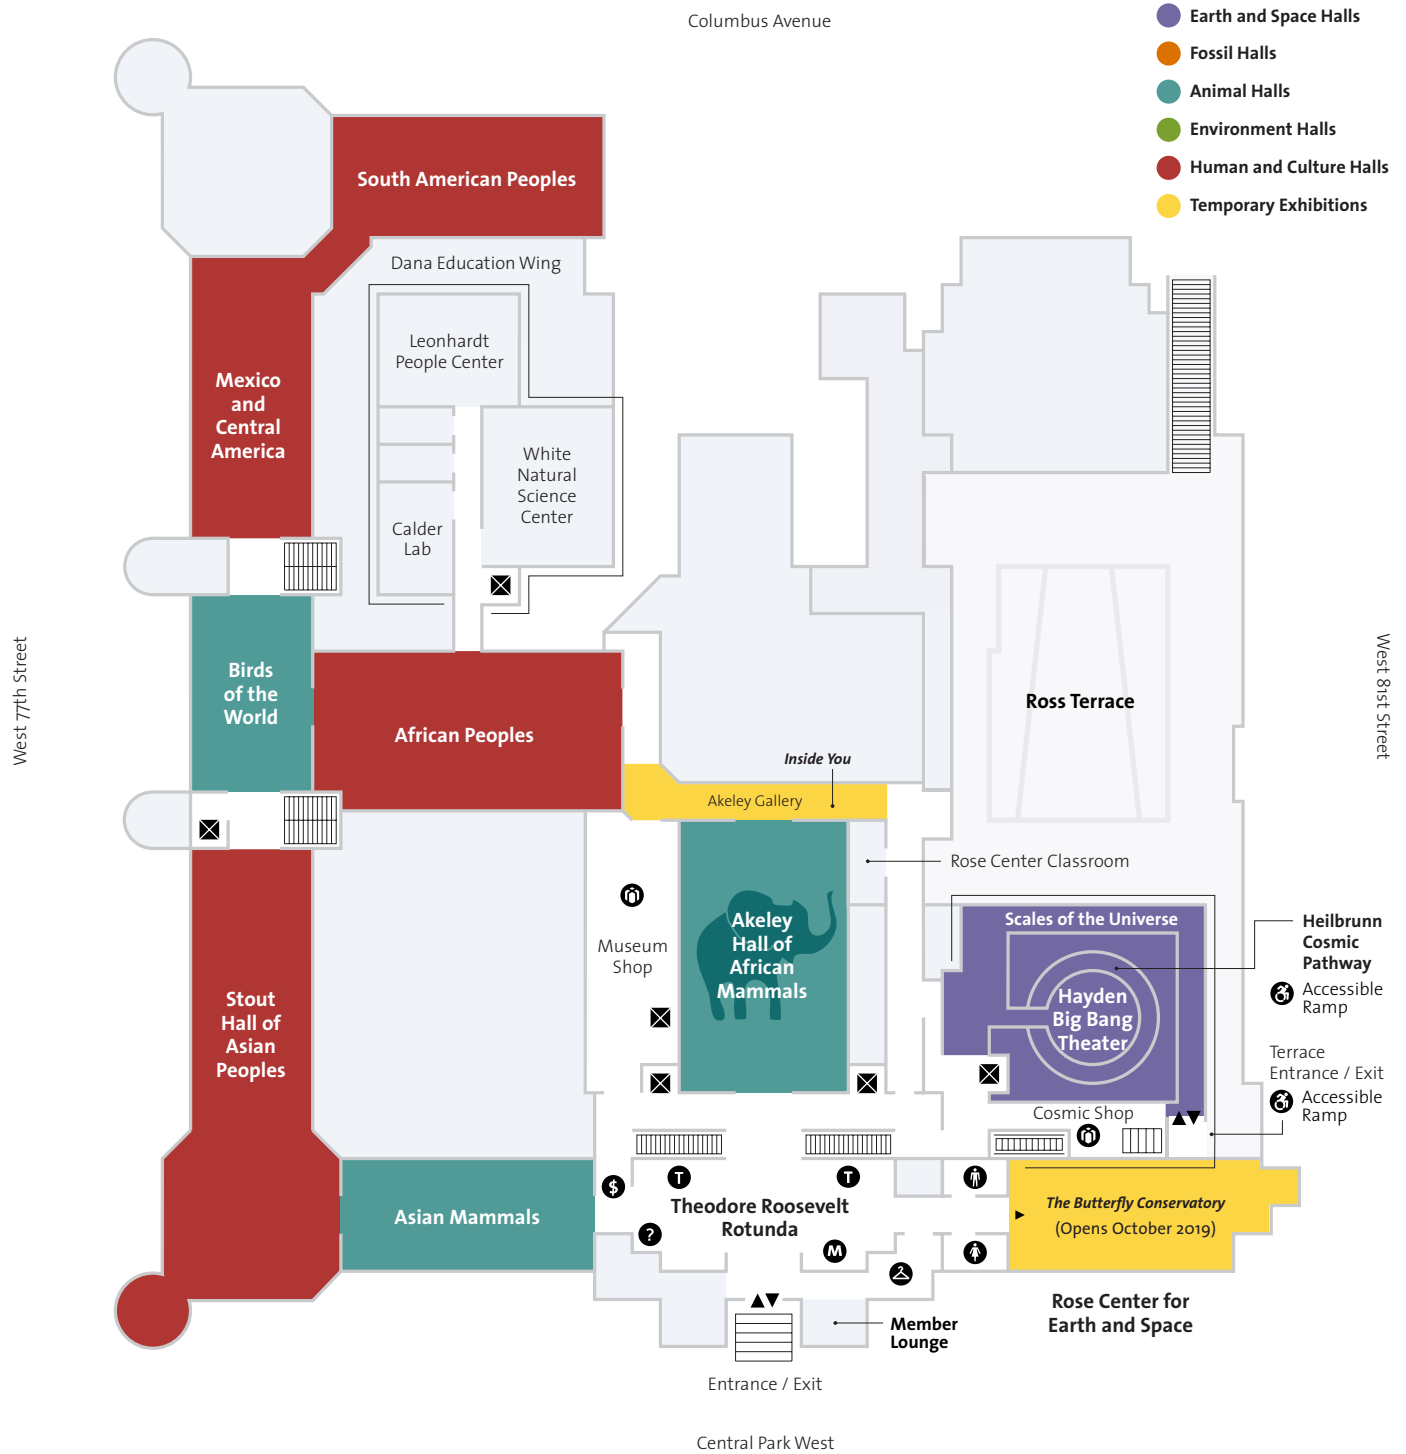 Columbus Avenue
Earth and Space Halls
Fossil Halls
Animal Halls
Environment Halls
Human and Culture Halls
Temporary Exhibitions
South American Peoples
Dana Education Wing
Leonhardt
People Center
Mexico
and
Central
America
White
Natural
Science
Center
Calder
Lab
West 77th Street
West 81st Street
Birds
of the
World
African Peoples
Ross Terrace
Inside You
Akeley Gallery
Rose Center Classroom
Museum
Shop
Akeley
Hall of
African
Mammals
Scales of the Universe
Hayden
Big Bang
Theater
Heilbrunn
Cosmic
Pathway
Accessible
Ramp
Terrace
Entrance / Exit
Accessible
Ramp
Stout
Hall of
Asian
Peoples
Cosmic Shop
$
T
T
Asian Mammals
Theodore Roosevelt
Rotunda
?
M
The Butterfly Conservatory
(Opens October 2019)
Rose Center for
Earth and Space
Member
Lounge
Entrance / Exit
Central Park West